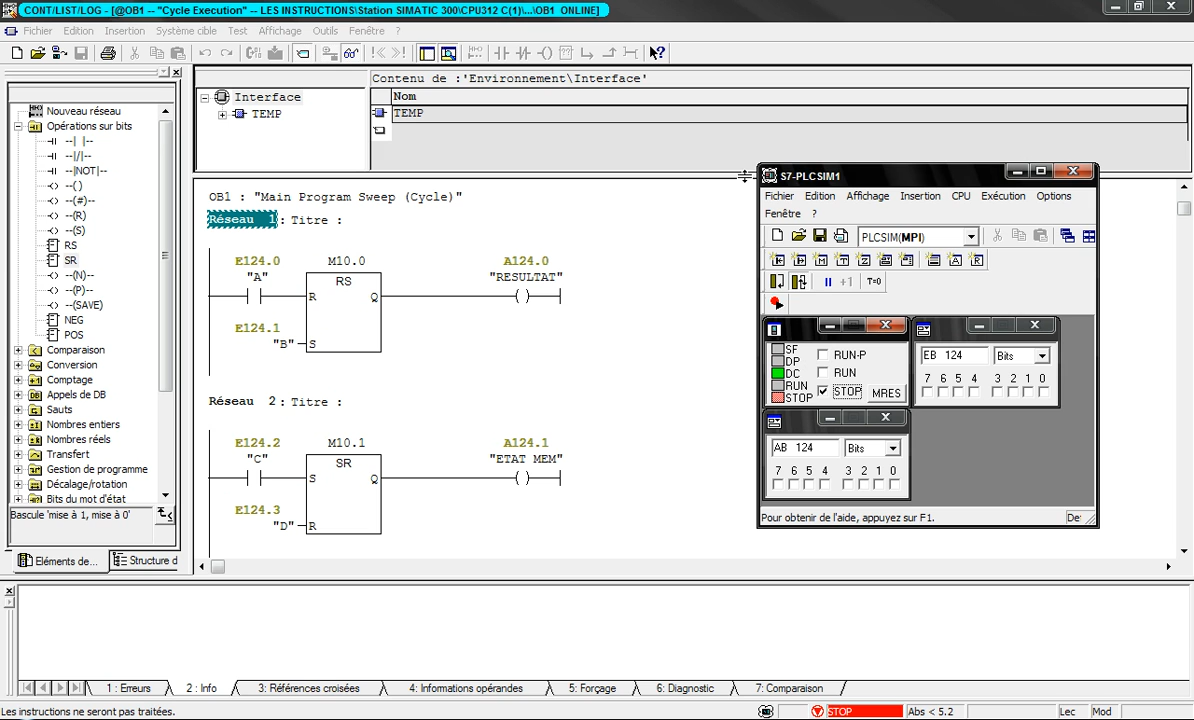 CONT/LIST/LOG - [@OB1 -- "Cycle Execution" -- LES INSTRUCTIONS\Station SIMATIC 300\CPU312 C(1)\...\OB1 ONLINE]
Fichier Edition Insertion Système cible Test Affichage Outils Fenêtre ?
Contenu de :'Environnement\Interface'
Interface
TEMP
Nom
TEMP
Nouveau réseau
Opérations sur bits
--| |--
--|/|--
--|NOT|--
--( )
--(#)--
--(R)
--(S)
RS
SR
--(N)--
--(P)--
--(SAVE)
NEG
POS
Comparaison
Conversion
Comptage
Appels de DB
Sauts
Nombres entiers
Nombres réels
Transfert
Gestion de programme
Décalage/rotation
Bits du mot d'état
Bascule 'mise à 1, mise à 0'
Eléments de... Structure d
OB1 : "Main Program Sweep (Cycle)"
Réseau 1 : Titre :
E124.0 M10.0 A124.0
"A" RS "RESULTAT"
R Q
E124.1
"B" S
Réseau 2 : Titre :
E124.2 M10.1 A124.1
"C" SR "ETAT MEM"
S Q
E124.3
"D" R
S7-PLCSIM1
Fichier Edition Affichage Insertion CPU Exécution Options
Fenêtre ?
PLCSIM(MPI)
+1 T=0
SF
DP
DC
RUN
STOP
RUN-P
RUN
STOP MRES
EB 124 Bits
7 6 5 4 3 2 1 0
AB 124 Bits
7 6 5 4 3 2 1 0
Pour obtenir de l'aide, appuyez sur F1. De:
1 : Erreurs 2 : Info 3: Références croisées 4: Informations opérandes 5: Forçage 6: Diagnostic 7: Comparaison
Les instructions ne seront pas traitées. STOP Abs < 5.2 Lec Mod